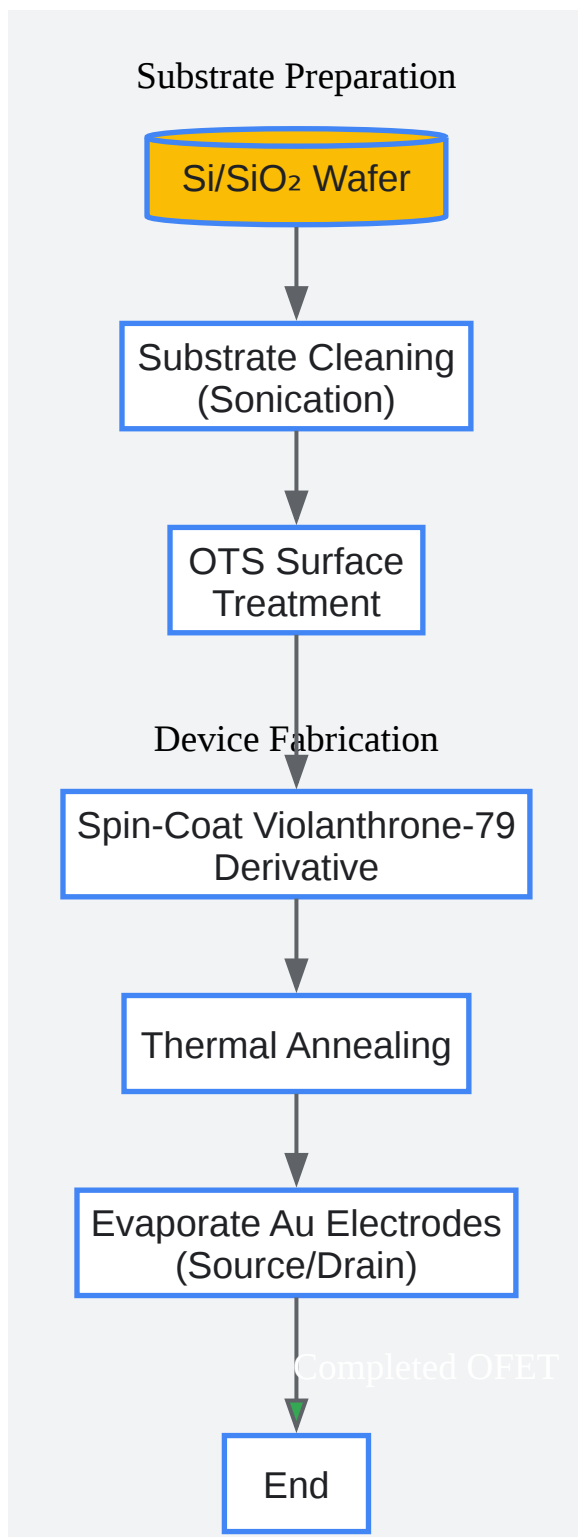 Substrate Preparation
Si/SiO₂ Wafer
Substrate Cleaning
(Sonication)
OTS Surface
Treatment
Device Fabrication
Spin-Coat Violanthrone-79
Derivative
Thermal Annealing
Evaporate Au Electrodes
(Source/Drain)
Completed OFET
End